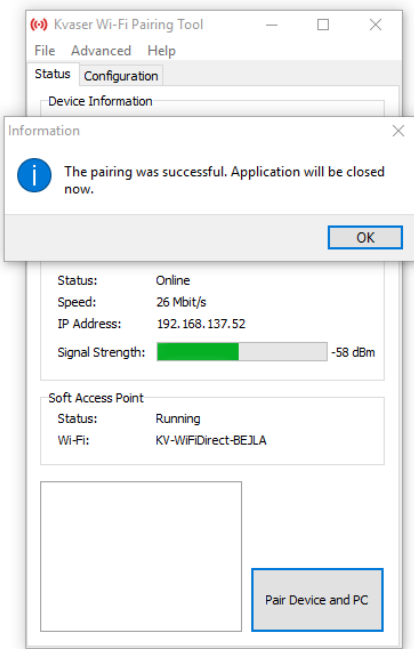 Kvaser Wi-Fi Pairing Tool
File Advanced Help
Status Configuration
Device Information
Information
The pairing was successful. Application will be closed
now.
OK
Status: Online
Speed: 26 Mbit/s
IP Address: 192.168.137.52
Signal Strength: -58 dBm
Soft Access Point
Status: Running
Wi-Fi: KV-WiFiDirect-BEJLA
Pair Device and PC